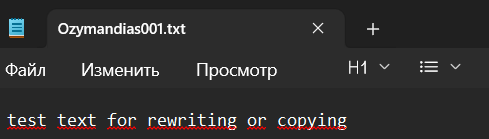 Ozymandias001.txt
Файл Изменить Просмотр H1
test text for rewriting or copying